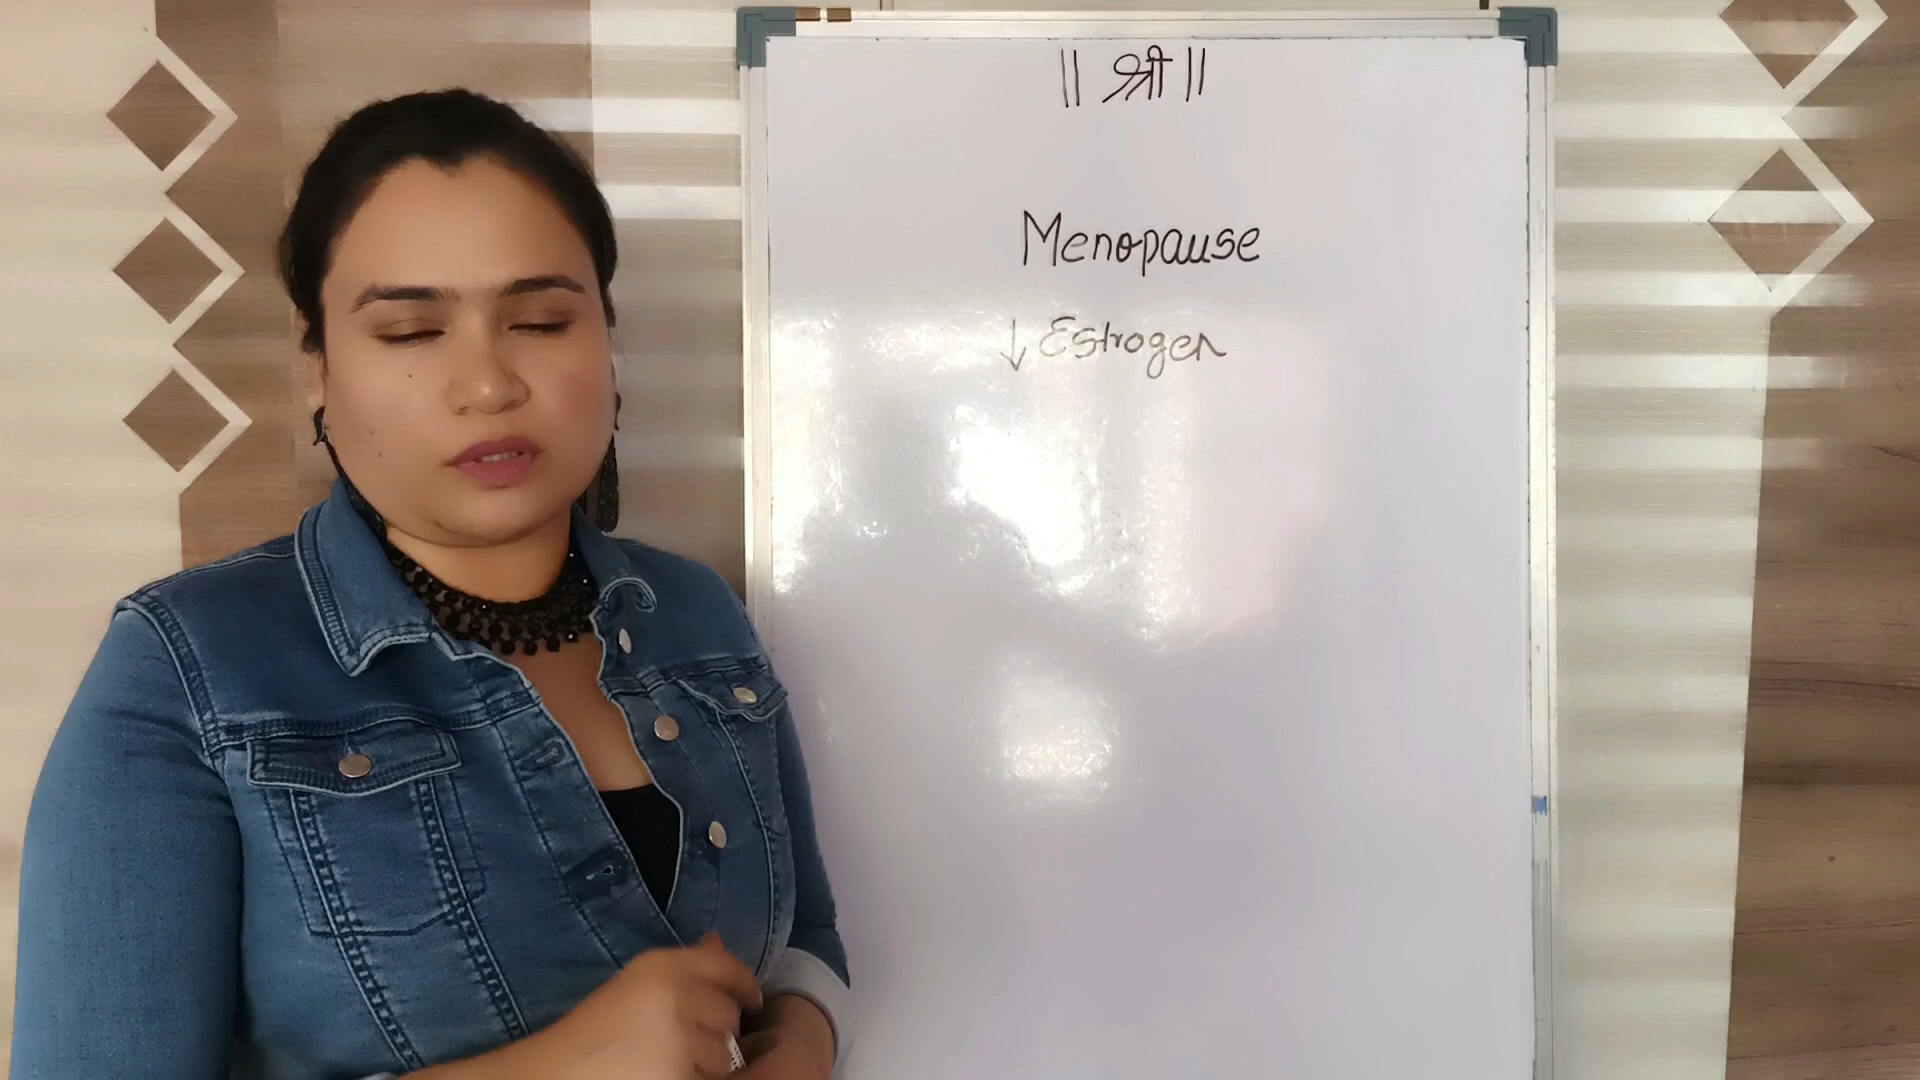 || श्री ||
Menopause
↓ Estrogen